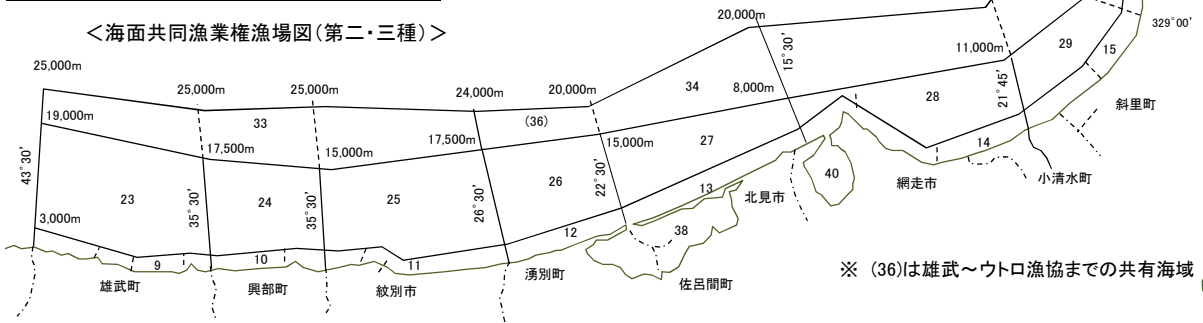 <海面共同漁業権漁場図(第二・三種)>
20,000m
329°00′
25,000m
25,000m
25,000m
24,000m
20,000m
34
8,000m
15°30′
11,000m
29
15
28
21°45′
斜里町
33
(36)
19,000m
17,500m
15,000m
17,500m
15,000m
27
14
小清水町
43°30′
23
35°30′
24
35°30′
25
26°30′
26
22°30′
13
北見市
40
網走市
3,000m
9
10
11
12
38
湧別町
佐呂間町
雄武町
興部町
紋別市
※ (36)は雄武~ウトロ漁協までの共有海域